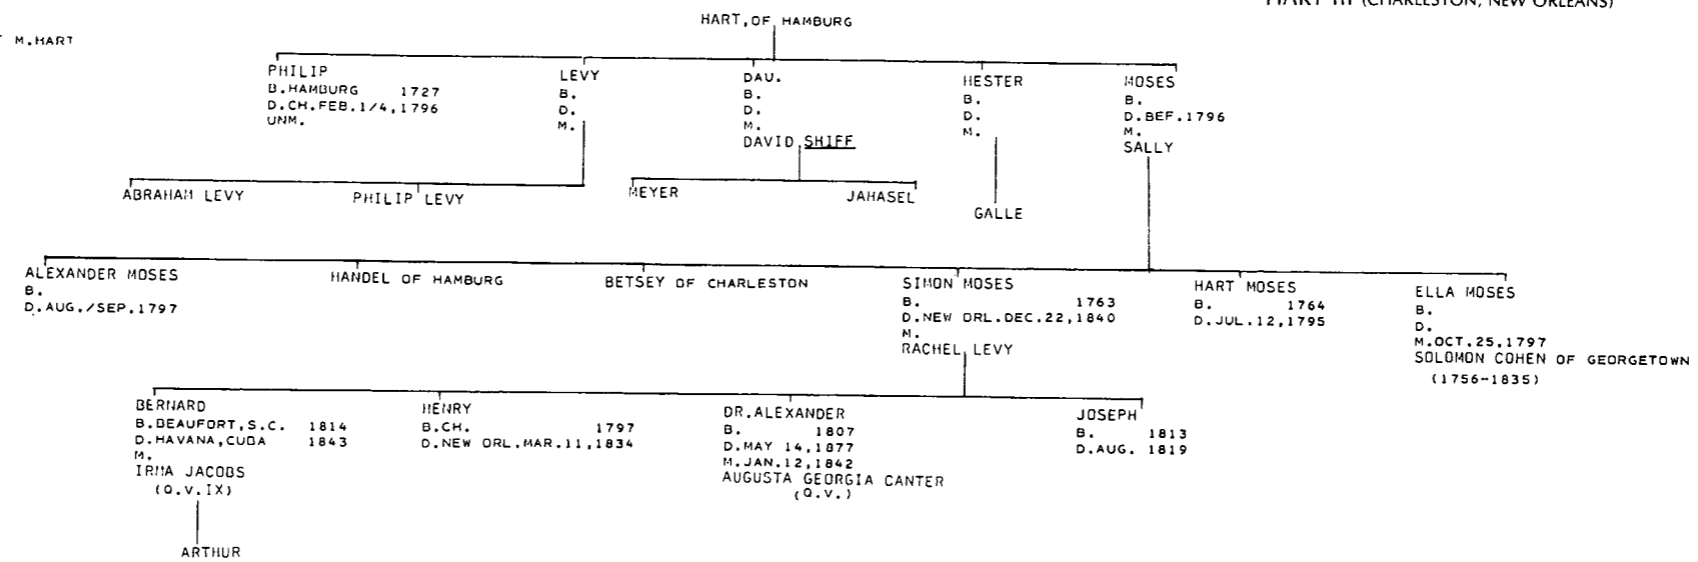 HART III (CHARLESTON, NEW ORLEANS)
M.HART
HART, OF HAMBURG
PHILIP
B.HAMBURG 1727
D.CH.FEB.1/4,1796
UNM.
LEVY
B.
D.
M.
DAU.
B.
D.
M.
DAVID SHIFF
HESTER
B.
D.
M.
MOSES
B.
D.BEF.1796
M.
SALLY
ABRAHAM LEVY
PHILIP LEVY
MEYER
JAHASEL
GALLE
ALEXANDER MOSES
B.
D.AUG./SEP.1797
HANDEL OF HAMBURG
BETSEY OF CHARLESTON
SIMON MOSES
B. 1763
D.NEW ORL.DEC.22,1840
M.
RACHEL LEVY
HART MOSES
B. 1764
D.JUL.12,1795
ELLA MOSES
B.
D.
M.OCT.25,1797
SOLOMON COHEN OF GEORGETOWN
(1756-1835)
BERNARD
B.BEAUFORT,S.C. 1814
D.HAVANA,CUBA 1843
M.
IRMA JACOBS
(Q.V.IX)
HENRY
B.CH. 1797
D.NEW ORL.MAR.11,1834
DR.ALEXANDER
B. 1807
D.MAY 14,1877
M.JAN.12,1842
AUGUSTA GEORGIA CANTER
(Q.V.)
JOSEPH
B. 1813
D.AUG. 1819
ARTHUR